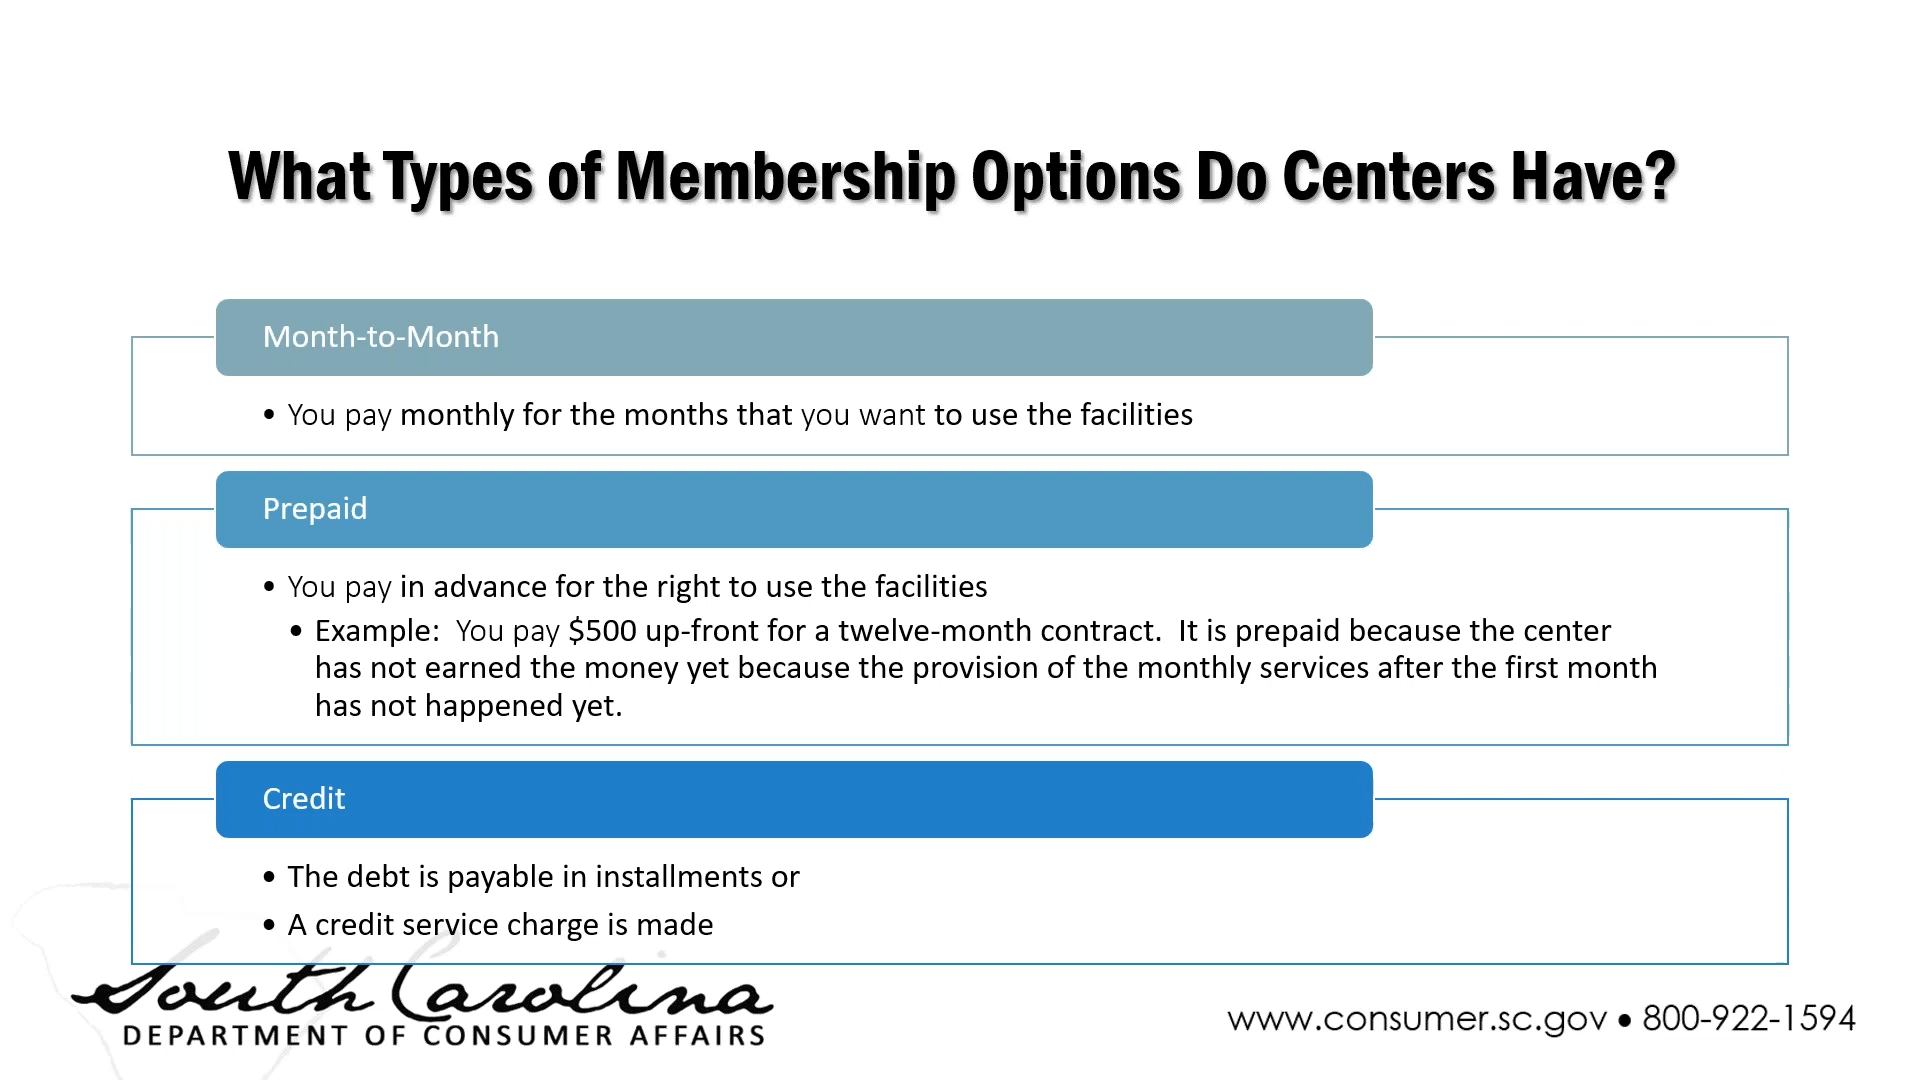 What Types of Membership Options Do Centers Have?
Month-to-Month
• You pay monthly for the months that you want to use the facilities
Prepaid
• You pay in advance for the right to use the facilities
• Example:  You pay $500 up-front for a twelve-month contract.  It is prepaid because the center
has not earned the money yet because the provision of the monthly services after the first month
has not happened yet.
Credit
• The debt is payable in installments or
• A credit service charge is made
South Carolina
DEPARTMENT OF CONSUMER AFFAIRS
www.consumer.sc.gov • 800-922-1594